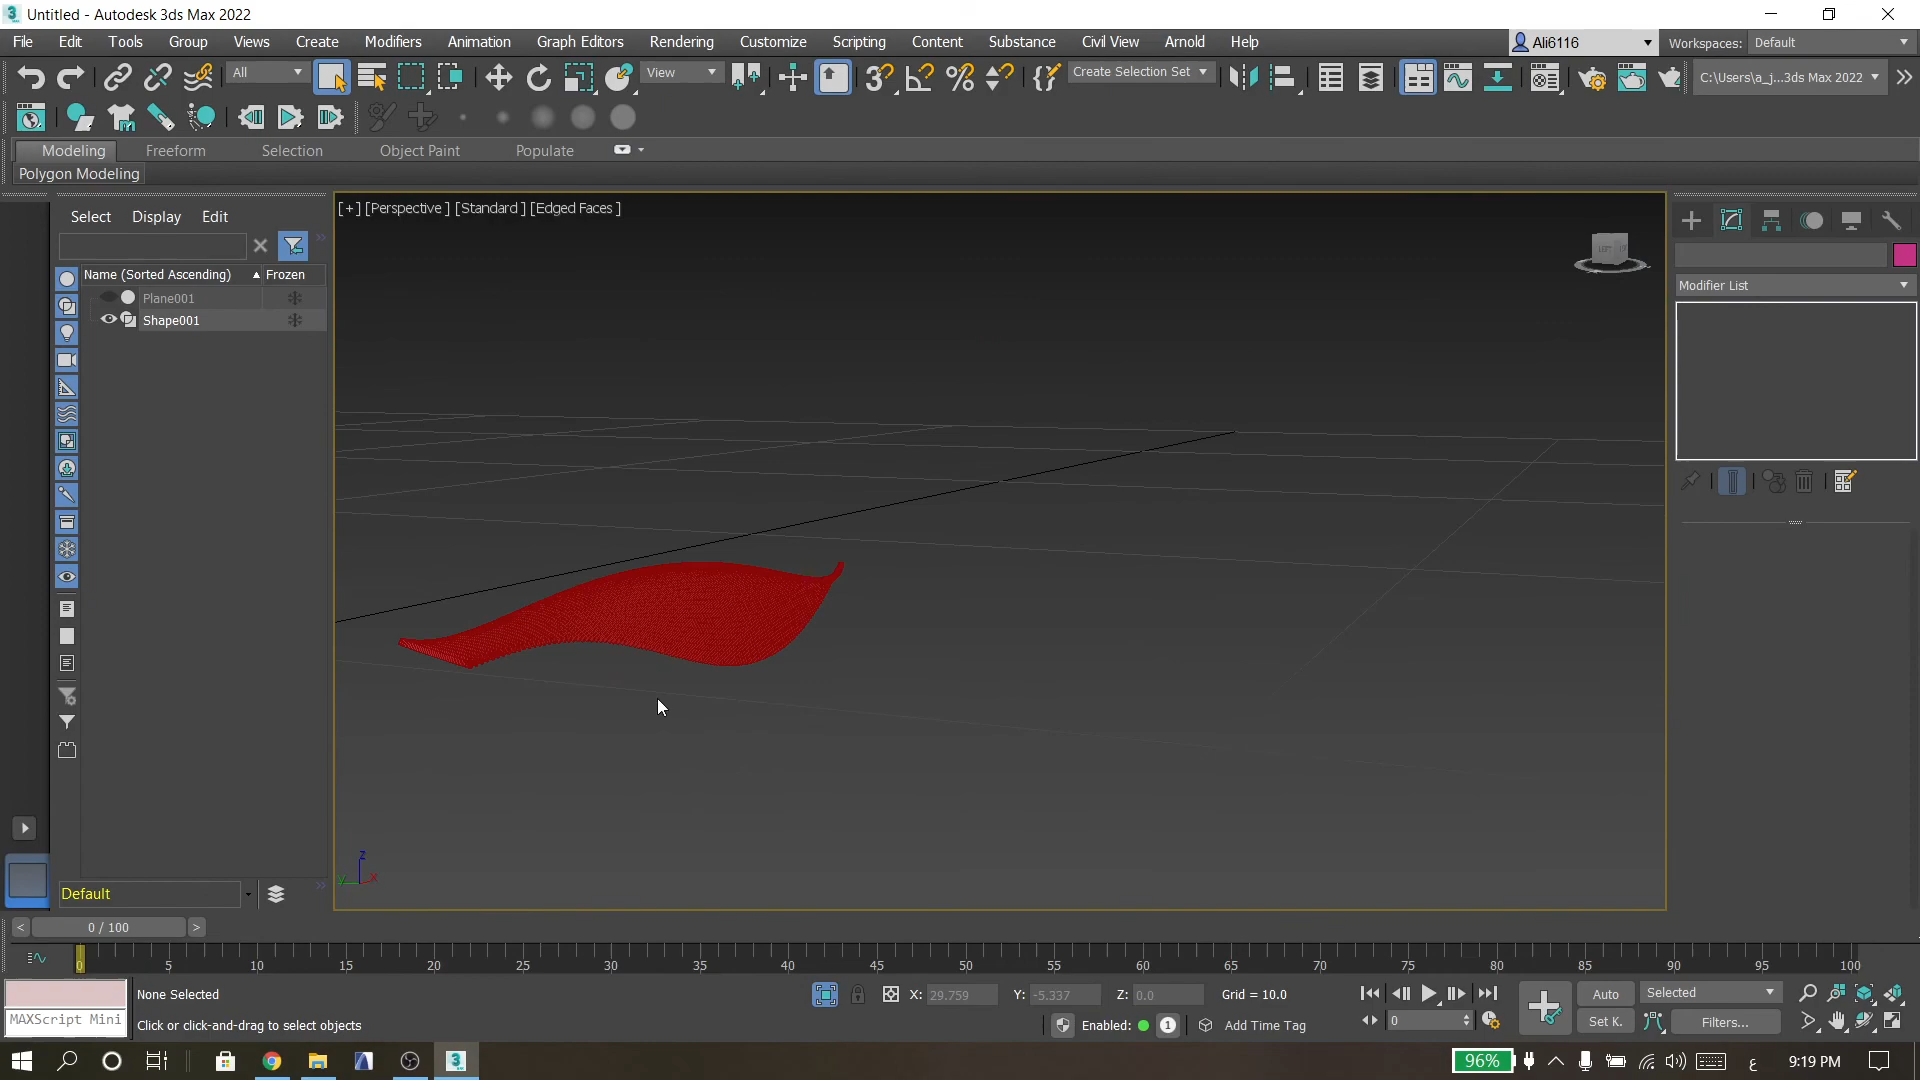 Untitled - Autodesk 3ds Max 2022
File Edit Tools Group Views Create Modifiers Animation Graph Editors Rendering Customize Scripting Content Substance Civil View Arnold Help
Ali6116 Workspaces: Default
All View Create Selection Set C:\Users\a_j...3ds Max 2022
Modeling Freeform Selection Object Paint Populate
Polygon Modeling
Select Display Edit
[+] [Perspective ] [Standard ] [Edged Faces ]
Name (Sorted Ascending) Frozen
Plane001
Shape001
Modifier List
z
y x
Default
< 0 / 100 >
0 5 10 15 20 25 30 35 40 45 50 55 60 65 70 75 80 85 90 95 100
None Selected X: 29.759 Y: -5.337 Z: 0.0 Grid = 10.0 Auto Selected
MAXScript Mini Click or click-and-drag to select objects Enabled: 1 Add Time Tag 0 Set K. Filters...
96% ع 9:19 PM